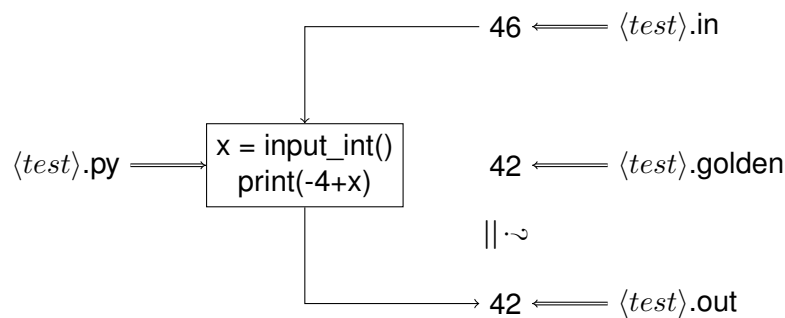 46 ⟨test⟩.in
⟨test⟩.py
x = input_int()
print(-4+x)
42 ⟨test⟩.golden
=?
42 ⟨test⟩.out